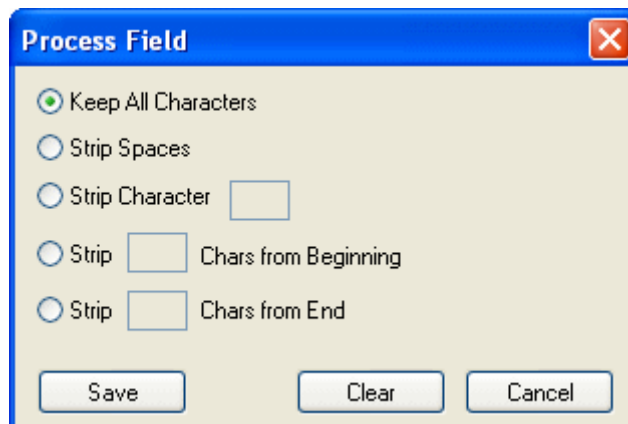 Process Field
Keep All Characters
Strip Spaces
Strip Character
Strip Chars from Beginning
Strip Chars from End
Save Clear Cancel